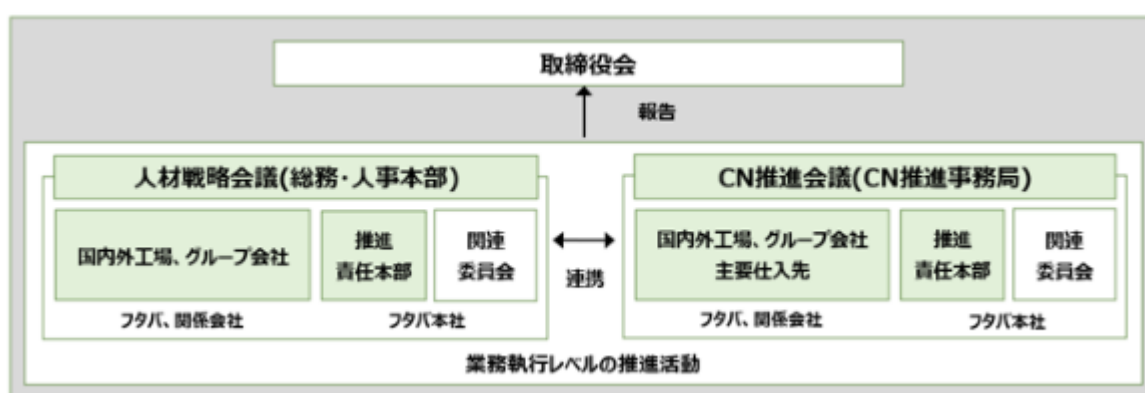 取締役会
報告
人材戦略会議(総務・人事本部)
国内外工場、グループ会社
推進
責任本部
関連
委員会
フタバ、関係会社
フタバ本社
連携
CN推進会議(CN推進事務局)
国内外工場、グループ会社
主要仕入先
推進
責任本部
関連
委員会
フタバ、関係会社
フタバ本社
業務執行レベルの推進活動